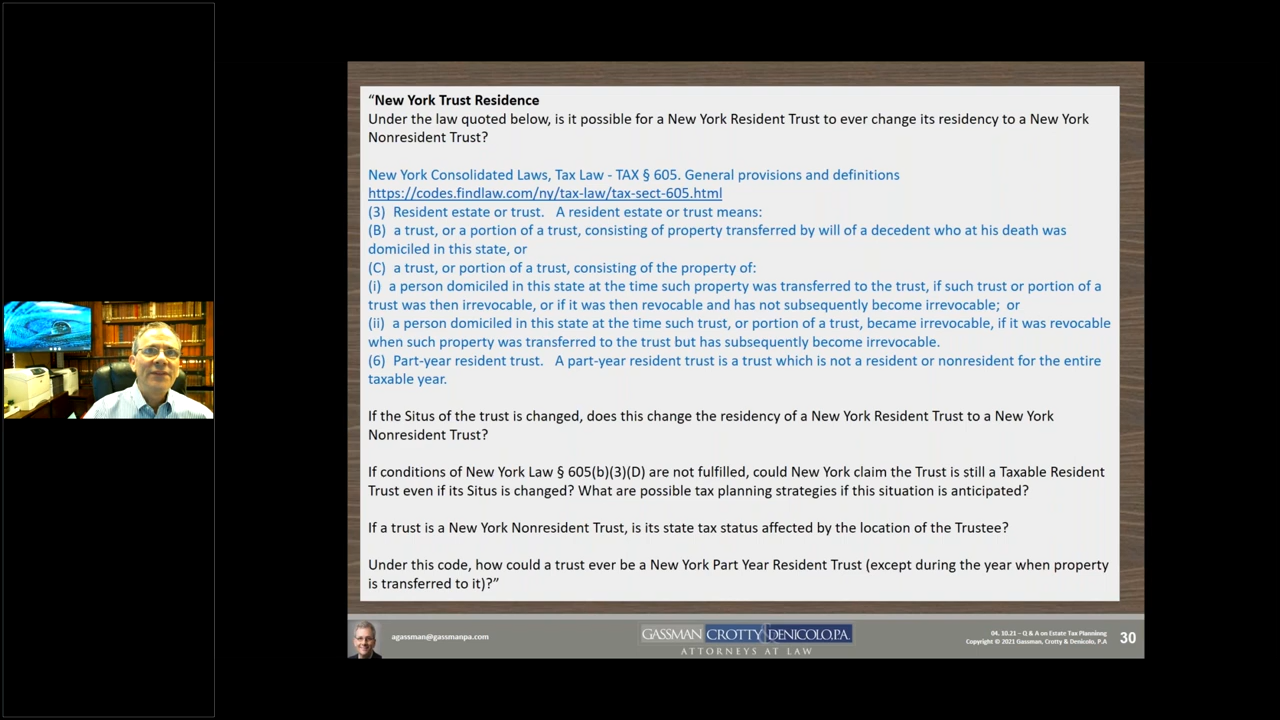 “New York Trust Residence
Under the law quoted below, is it possible for a New York Resident Trust to ever change its residency to a New York
Nonresident Trust?
New York Consolidated Laws, Tax Law - TAX § 605. General provisions and definitions
https://codes.findlaw.com/ny/tax-law/tax-sect-605.html
(3)  Resident estate or trust.   A resident estate or trust means:
(B)  a trust, or a portion of a trust, consisting of property transferred by will of a decedent who at his death was
domiciled in this state, or
(C)  a trust, or portion of a trust, consisting of the property of:
(i)  a person domiciled in this state at the time such property was transferred to the trust, if such trust or portion of a
trust was then irrevocable, or if it was then revocable and has not subsequently become irrevocable;  or
(ii)  a person domiciled in this state at the time such trust, or portion of a trust, became irrevocable, if it was revocable
when such property was transferred to the trust but has subsequently become irrevocable.
(6)  Part-year resident trust.   A part-year resident trust is a trust which is not a resident or nonresident for the entire
taxable year.
If the Situs of the trust is changed, does this change the residency of a New York Resident Trust to a New York
Nonresident Trust?
If conditions of New York Law § 605(b)(3)(D) are not fulfilled, could New York claim the Trust is still a Taxable Resident
Trust even if its Situs is changed? What are possible tax planning strategies if this situation is anticipated?
If a trust is a New York Nonresident Trust, is its state tax status affected by the location of the Trustee?
Under this code, how could a trust ever be a New York Part Year Resident Trust (except during the year when property
is transferred to it)?”
agassman@gassmanpa.com
GASSMAN CROTTY DENICOLO, P.A.
ATTORNEYS AT LAW
04.10.21 – Q & A on Estate Tax Planninng
Copyright © 2021 Gassman, Crotty & Denicolo, P.A
30